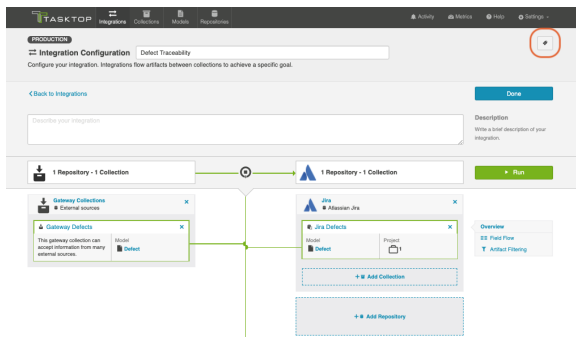 TASKTOP
Integrations
Collections
Models
Repositories
Activity
Metrics
Help
Settings
PRODUCTION
Integration Configuration
Defect Traceability
Configure your integration. Integrations flow artifacts between collections to achieve a specific goal.
Back to Integrations
Done
Describe your integration
Description
Write a brief description of your
integration.
1 Repository - 1 Collection
1 Repository - 1 Collection
Run
Gateway Collections
External sources
Gateway Defects
This gateway collection can
accept information from many
external sources.
Model
Defect
Jira
Atlassian Jira
Jira Defects
Model
Defect
Project
1
+ Add Collection
+ Add Repository
Overview
Field Flow
Artifact Filtering